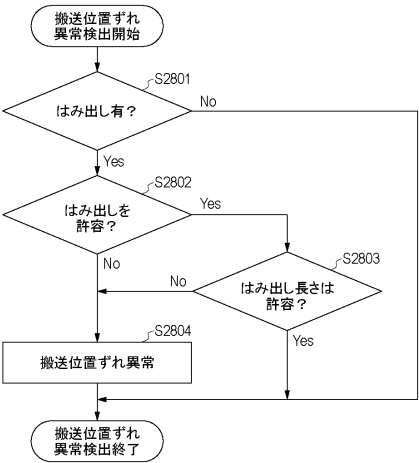 搬送位置ずれ
異常検出開始
S2801
はみ出し有？
No
Yes
S2802
はみ出しを
許容？
Yes
No
S2803
はみ出し長さは
許容？
No
Yes
S2804
搬送位置ずれ異常
搬送位置ずれ
異常検出終了